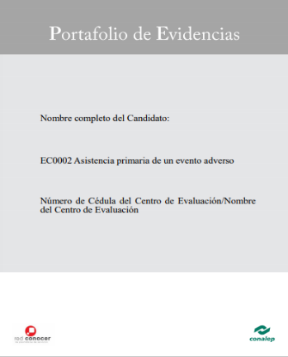 Portafolio de Evidencias
Nombre completo del Candidato:
EC0002 Asistencia primaria de un evento adverso
Número de Cédula del Centro de Evaluación/Nombre
del Centro de Evaluación
red conocer
conalep